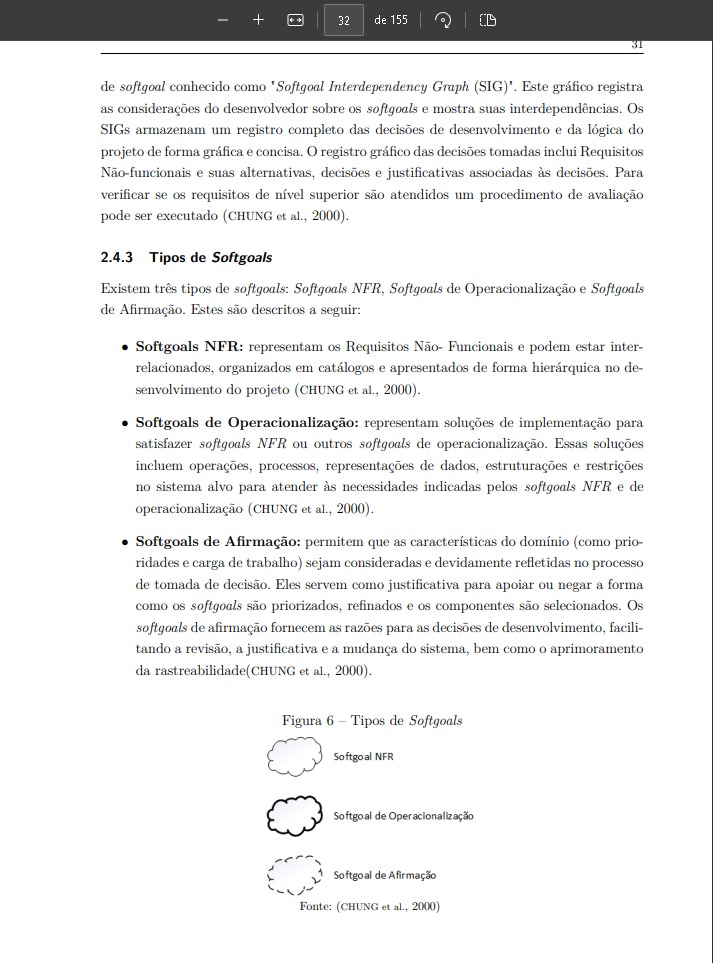 32 de 155
31
de softgoal conhecido como "Softgoal Interdependency Graph (SIG)". Este gráfico registra
as considerações do desenvolvedor sobre os softgoals e mostra suas interdependências. Os
SIGs armazenam um registro completo das decisões de desenvolvimento e da lógica do
projeto de forma gráfica e concisa. O registro gráfico das decisões tomadas inclui Requisitos
Não-funcionais e suas alternativas, decisões e justificativas associadas às decisões. Para
verificar se os requisitos de nível superior são atendidos um procedimento de avaliação
pode ser executado (CHUNG et al., 2000).
2.4.3 Tipos de Softgoals
Existem três tipos de softgoals: Softgoals NFR, Softgoals de Operacionalização e Softgoals
de Afirmação. Estes são descritos a seguir:
• Softgoals NFR: representam os Requisitos Não- Funcionais e podem estar inter-
relacionados, organizados em catálogos e apresentados de forma hierárquica no de-
senvolvimento do projeto (CHUNG et al., 2000).
• Softgoals de Operacionalização: representam soluções de implementação para
satisfazer softgoals NFR ou outros softgoals de operacionalização. Essas soluções
incluem operações, processos, representações de dados, estruturações e restrições
no sistema alvo para atender às necessidades indicadas pelos softgoals NFR e de
operacionalização (CHUNG et al., 2000).
• Softgoals de Afirmação: permitem que as características do domínio (como prio-
ridades e carga de trabalho) sejam consideradas e devidamente refletidas no processo
de tomada de decisão. Eles servem como justificativa para apoiar ou negar a forma
como os softgoals são priorizados, refinados e os componentes são selecionados. Os
softgoals de afirmação fornecem as razões para as decisões de desenvolvimento, facili-
tando a revisão, a justificativa e a mudança do sistema, bem como o aprimoramento
da rastreabilidade(CHUNG et al., 2000).
Figura 6 – Tipos de Softgoals
Softgoal NFR
Softgoal de Operacionalização
Softgoal de Afirmação
Fonte: (CHUNG et al., 2000)